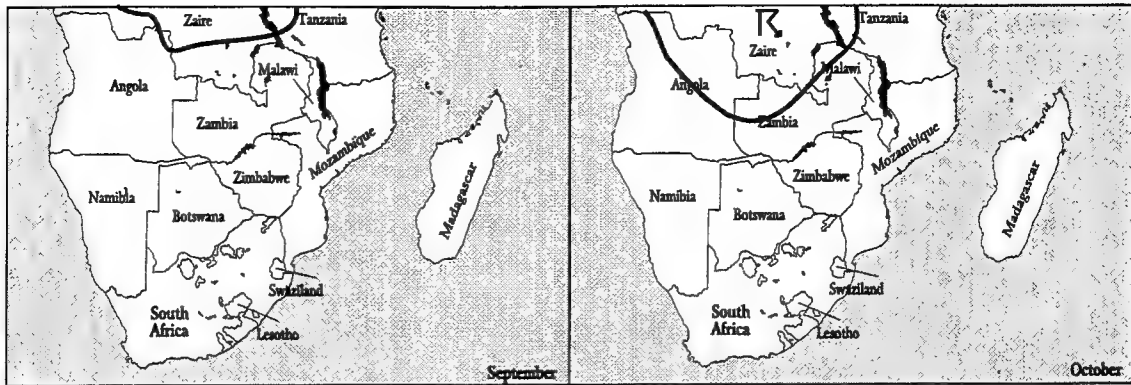 Zaire
Tanzania
Malawi
Angola
Zambia
Mozambique
Zimbabwe
Namibia
Botswana
Madagascar
Swaziland
South
Africa
Lesotho
September
Tanzania
Zaire
Malawi
Angola
Zambia
Mozambique
Zimbabwe
Namibia
Botswana
Madagascar
Swaziland
South
Africa
Lesotho
October